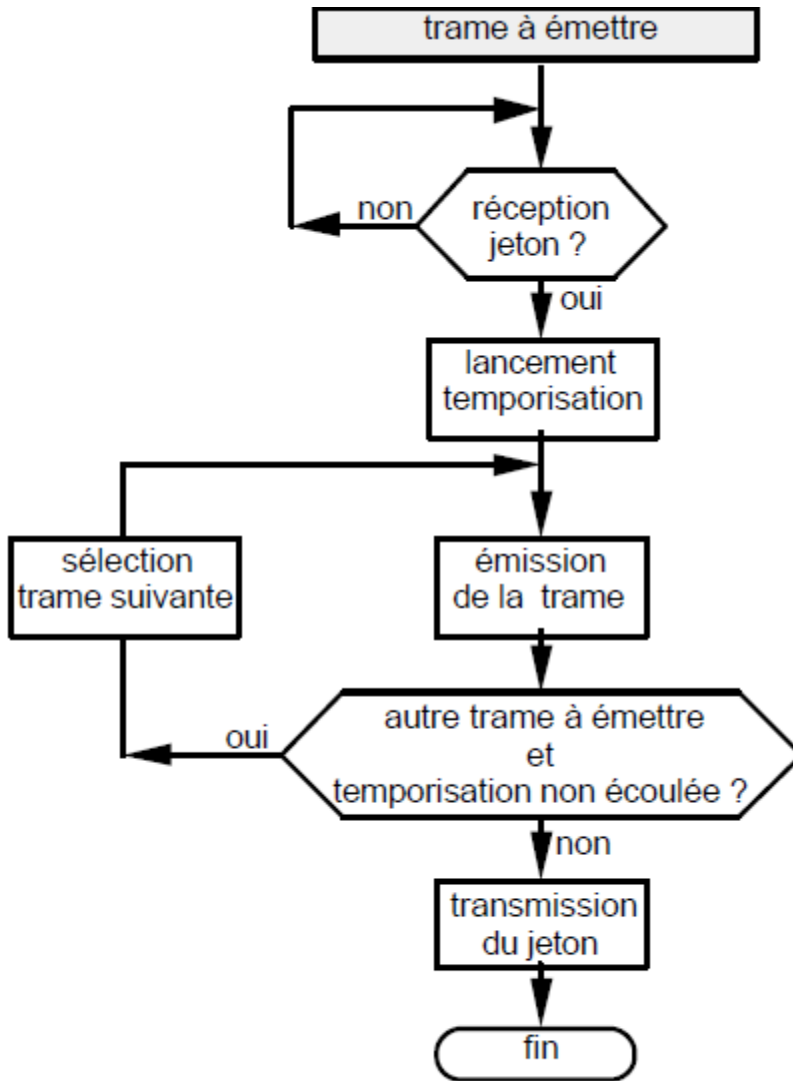 trame à émettre
non
réception
jeton ?
oui
lancement
temporisation
sélection
trame suivante
émission
de la trame
oui
autre trame à émettre
et
temporisation non écoulée ?
non
transmission
du jeton
fin